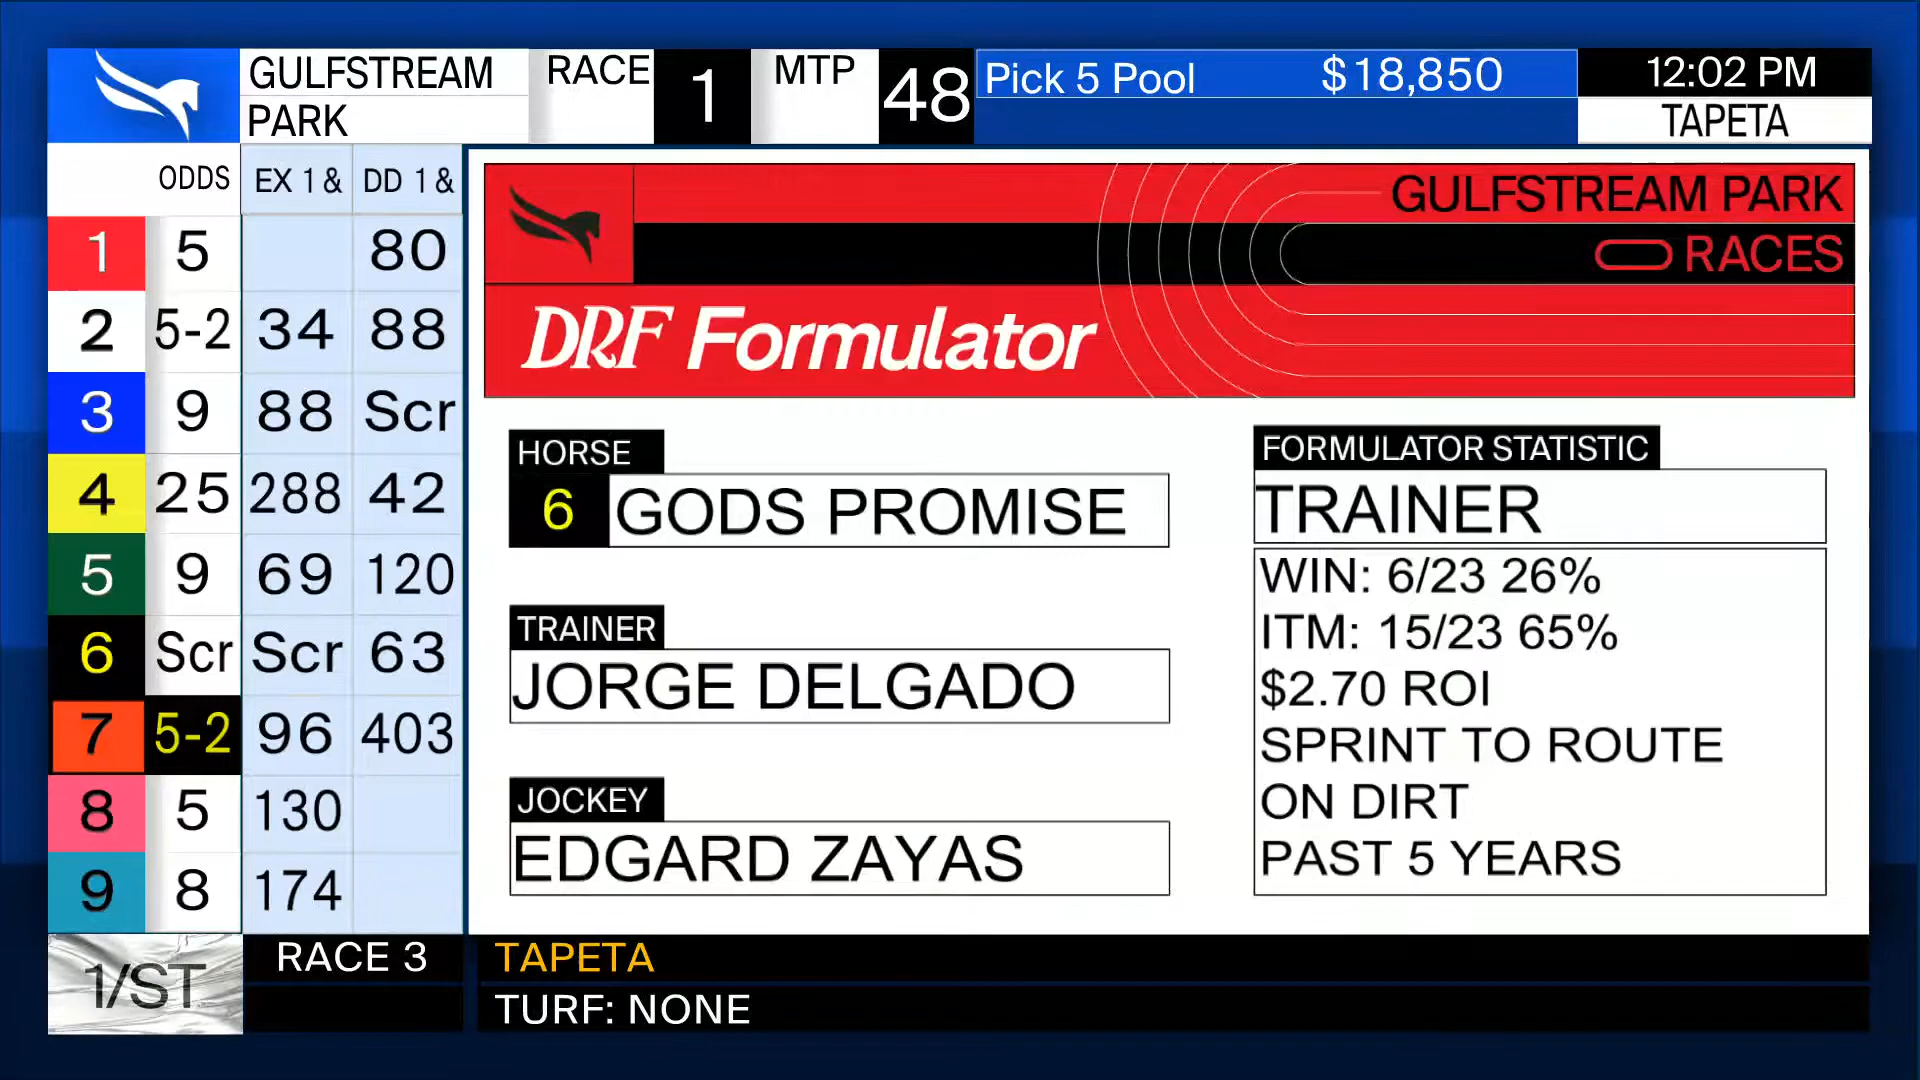 GULFSTREAM
PARK
RACE 1 MTP 48
Pick 5 Pool $18,850
12:02 PM
TAPETA
ODDS EX 1 & DD 1 &
1 5 80
2 5-2 34 88
3 9 88 Scr
4 25 288 42
5 9 69 120
6 Scr Scr 63
7 5-2 96 403
8 5 130
9 8 174
GULFSTREAM PARK
RACES
DRF Formulator
HORSE
6 GODS PROMISE
TRAINER
JORGE DELGADO
JOCKEY
EDGARD ZAYAS
FORMULATOR STATISTIC
TRAINER
WIN: 6/23 26%
ITM: 15/23 65%
$2.70 ROI
SPRINT TO ROUTE
ON DIRT
PAST 5 YEARS
1/ST
RACE 3
TAPETA
TURF: NONE